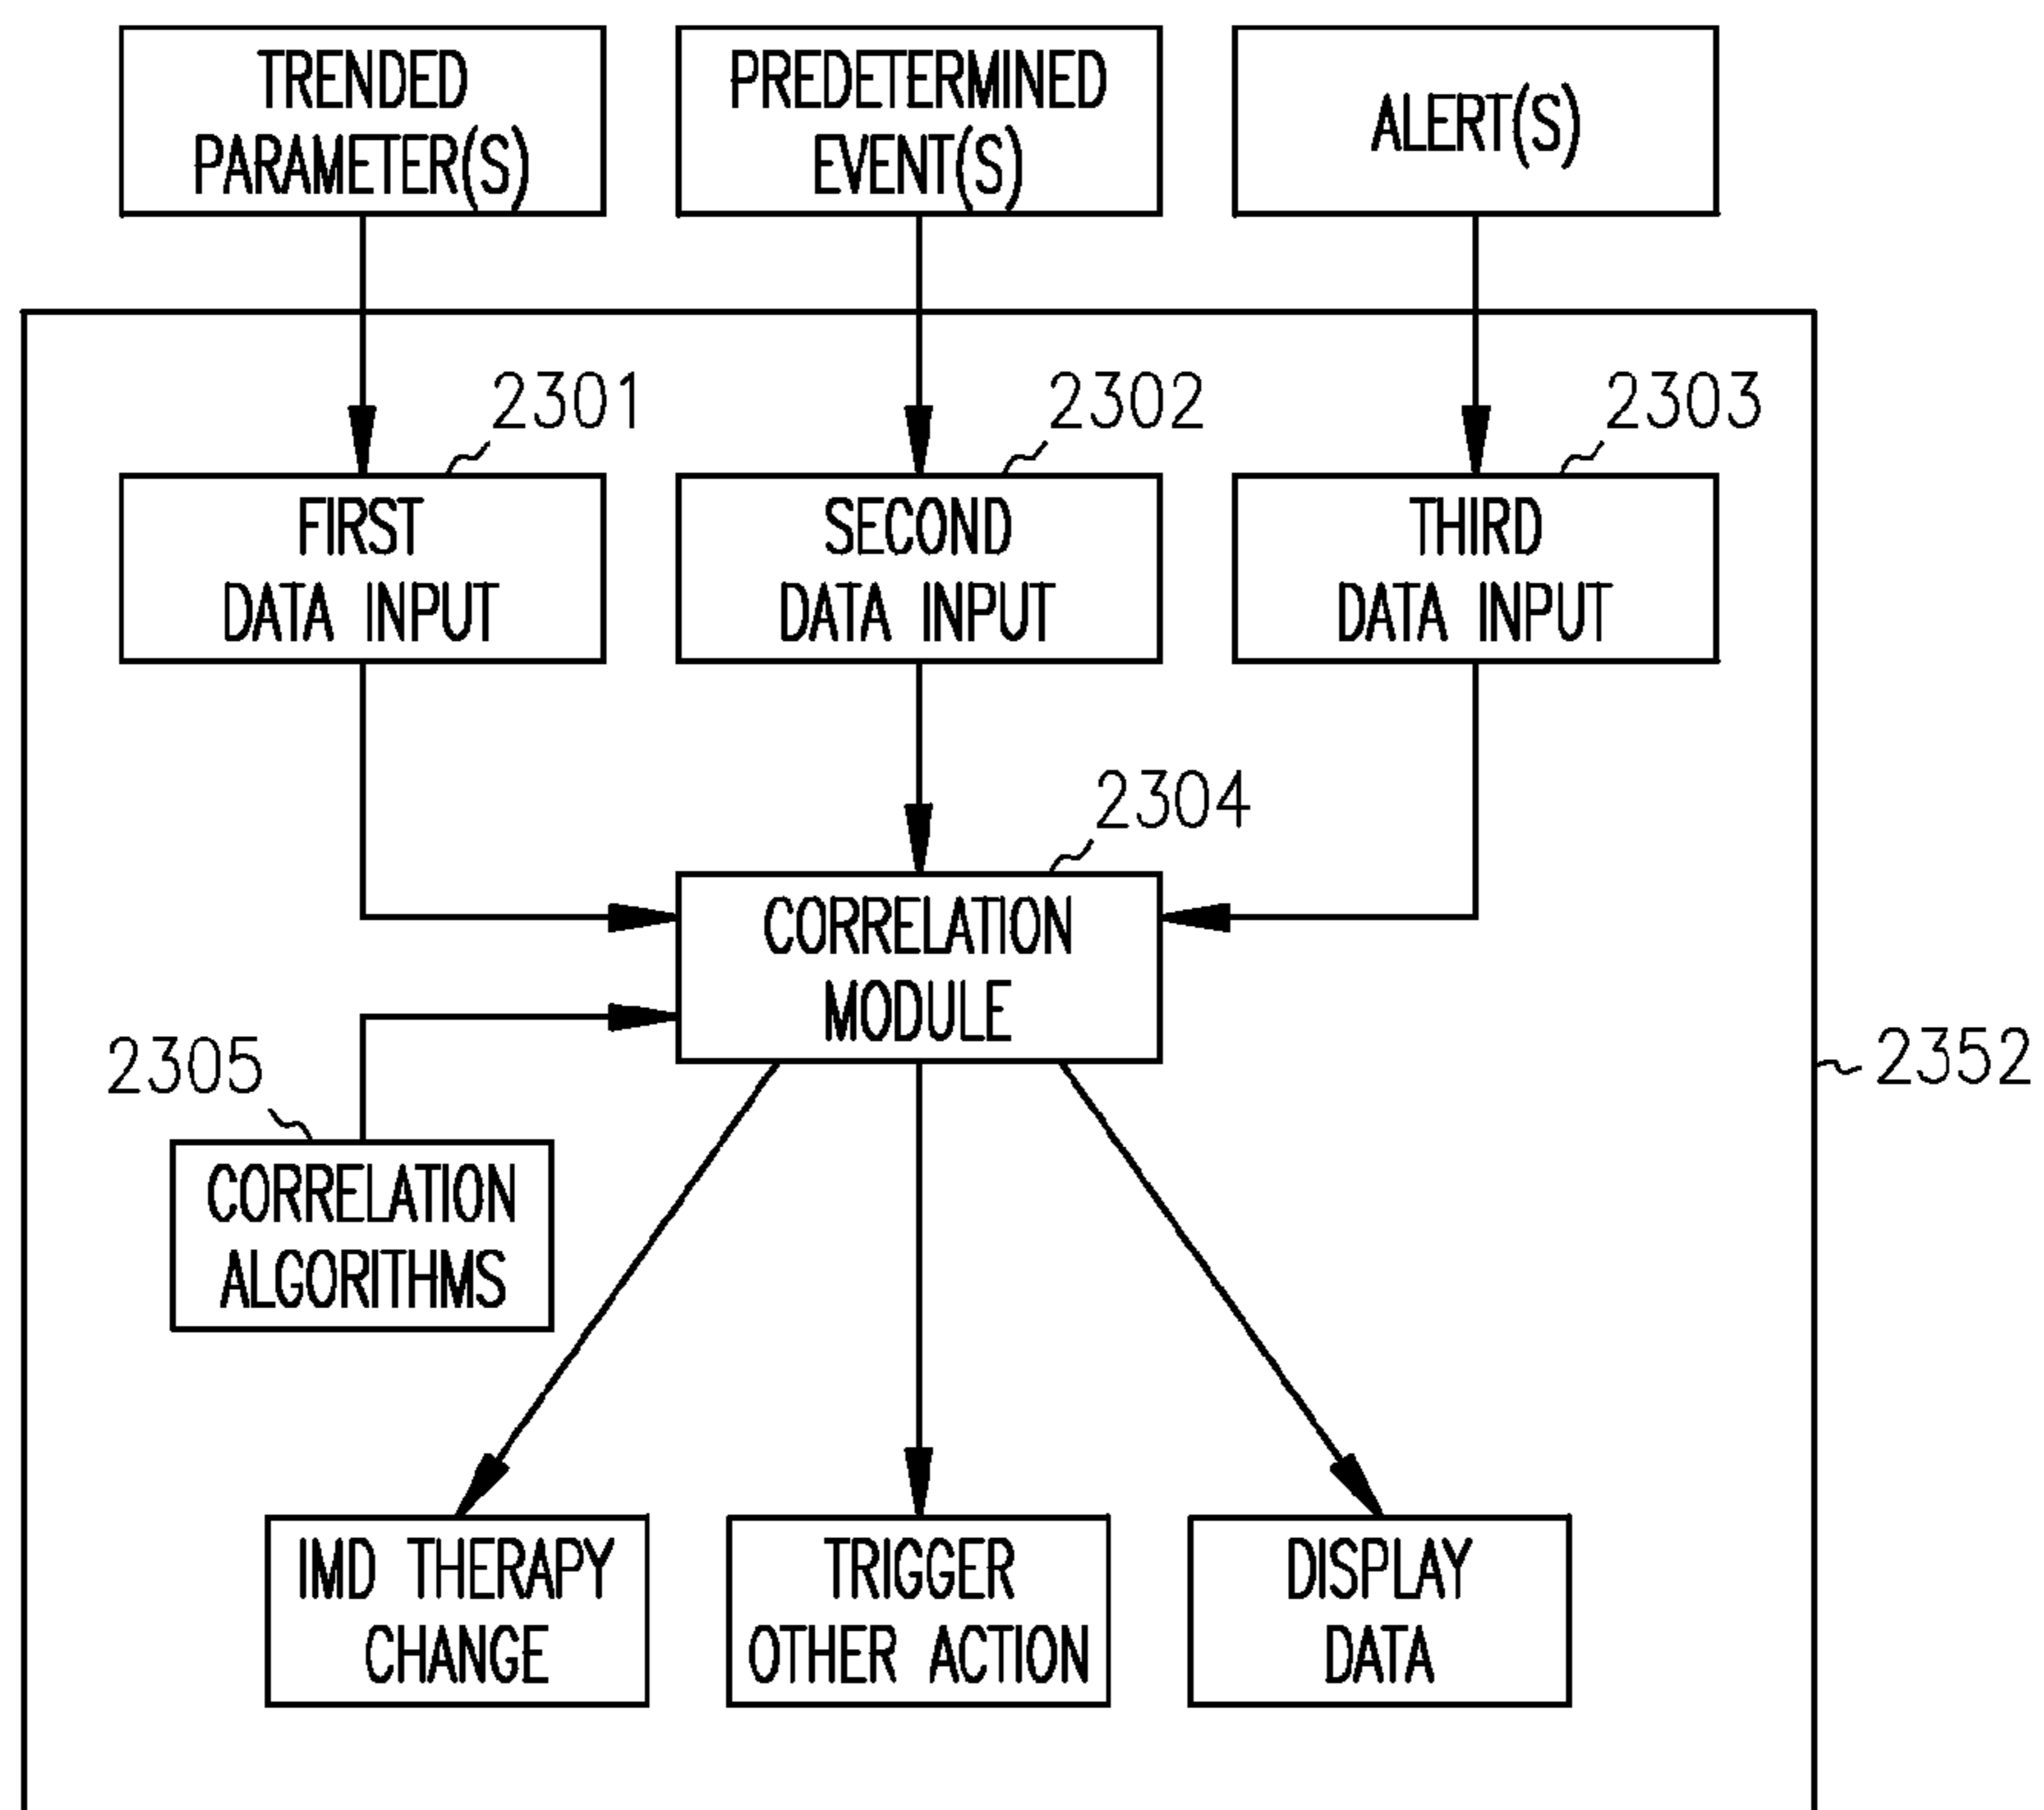 TRENDED
PARAMETER(S)
PREDETERMINED
EVENT(S)
ALERT(S)
2301
2302
2303
FIRST
DATA INPUT
SECOND
DATA INPUT
THIRD
DATA INPUT
2304
CORRELATION
MODULE
2305
2352
CORRELATION
ALGORITHMS
IMD THERAPY
CHANGE
TRIGGER
OTHER ACTION
DISPLAY
DATA